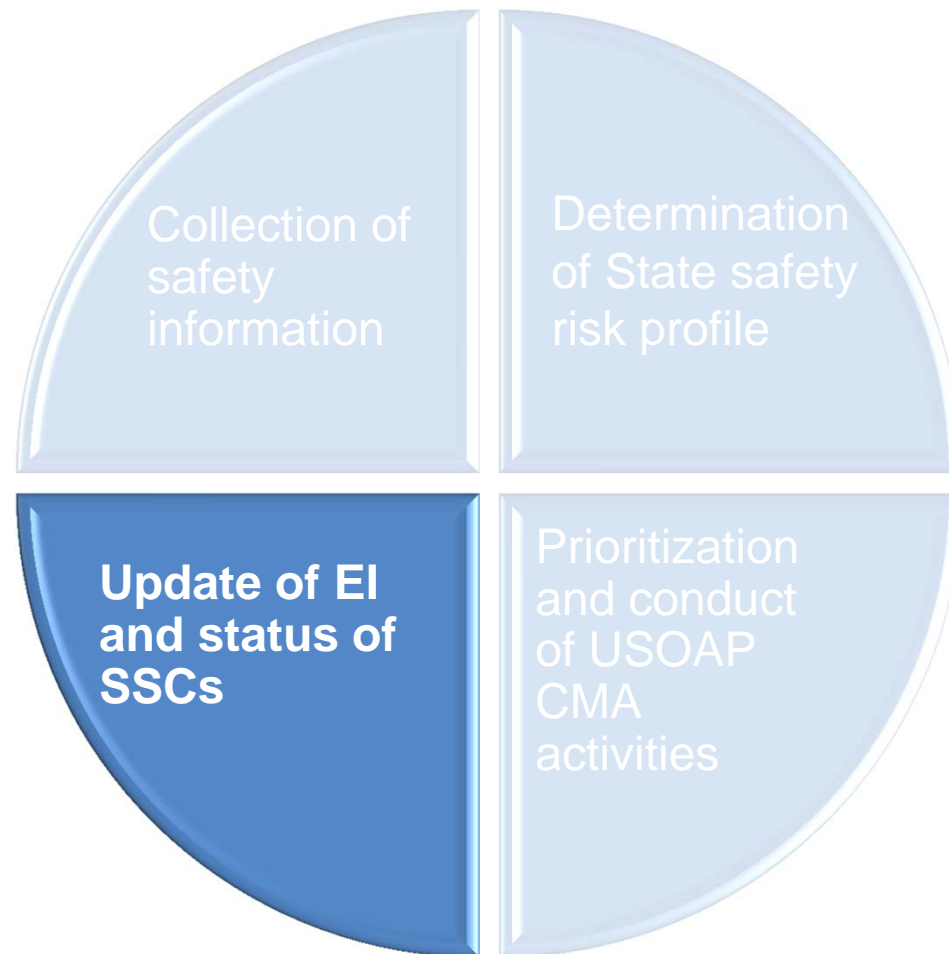 Collection of
safety
information
Determination
of State safety
risk profile
Update of EI
and status of
SSCs
Prioritization
and conduct
of USOAP
CMA
activities